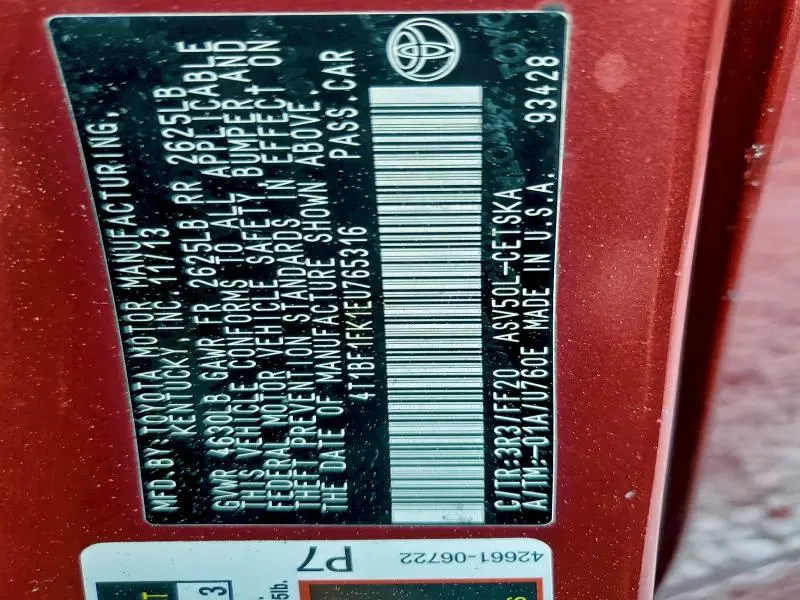 MFD.BY:TOYOTA MOTOR MANUFACTURING,
KENTUCKY, INC. 11/13
GVWR 4630LB GAWR FR 2625LB RR 2625LB
THIS VEHICLE CONFORMS TO ALL APPLICABLE
FEDERAL MOTOR VEHICLE SAFETY, BUMPER, AND
THEFT PREVENTION STANDARDS IN EFFECT ON
THE DATE OF MANUFACTURE SHOWN ABOVE.
4T1BF1FK1EU765316 PASS.CAR
C/TR:3R3/FF20 ASV50L-CETSKA
A/TM:-01A/U760E MADE IN U.S.A. 93428
P7
42661-06722
3
5lb.